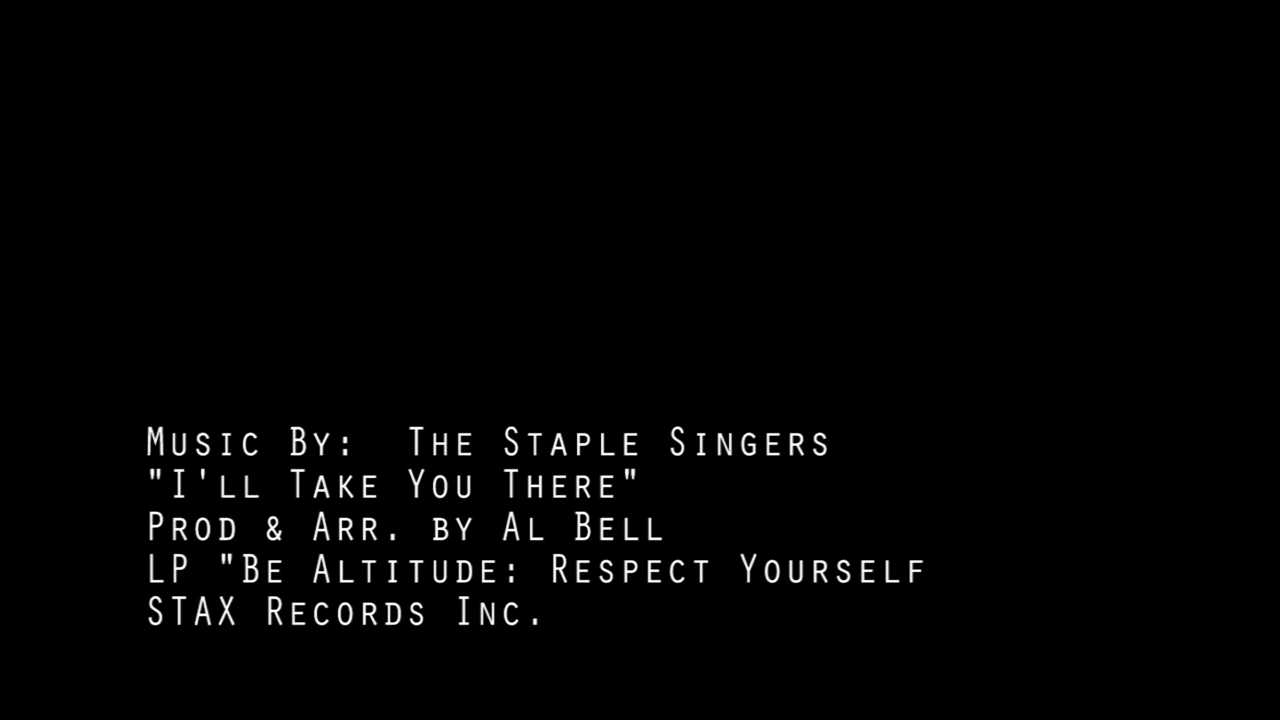 Music By:  The Staple Singers
"I'll Take You There"
Prod & Arr. by Al Bell
LP "Be Altitude: Respect Yourself
STAX Records Inc.